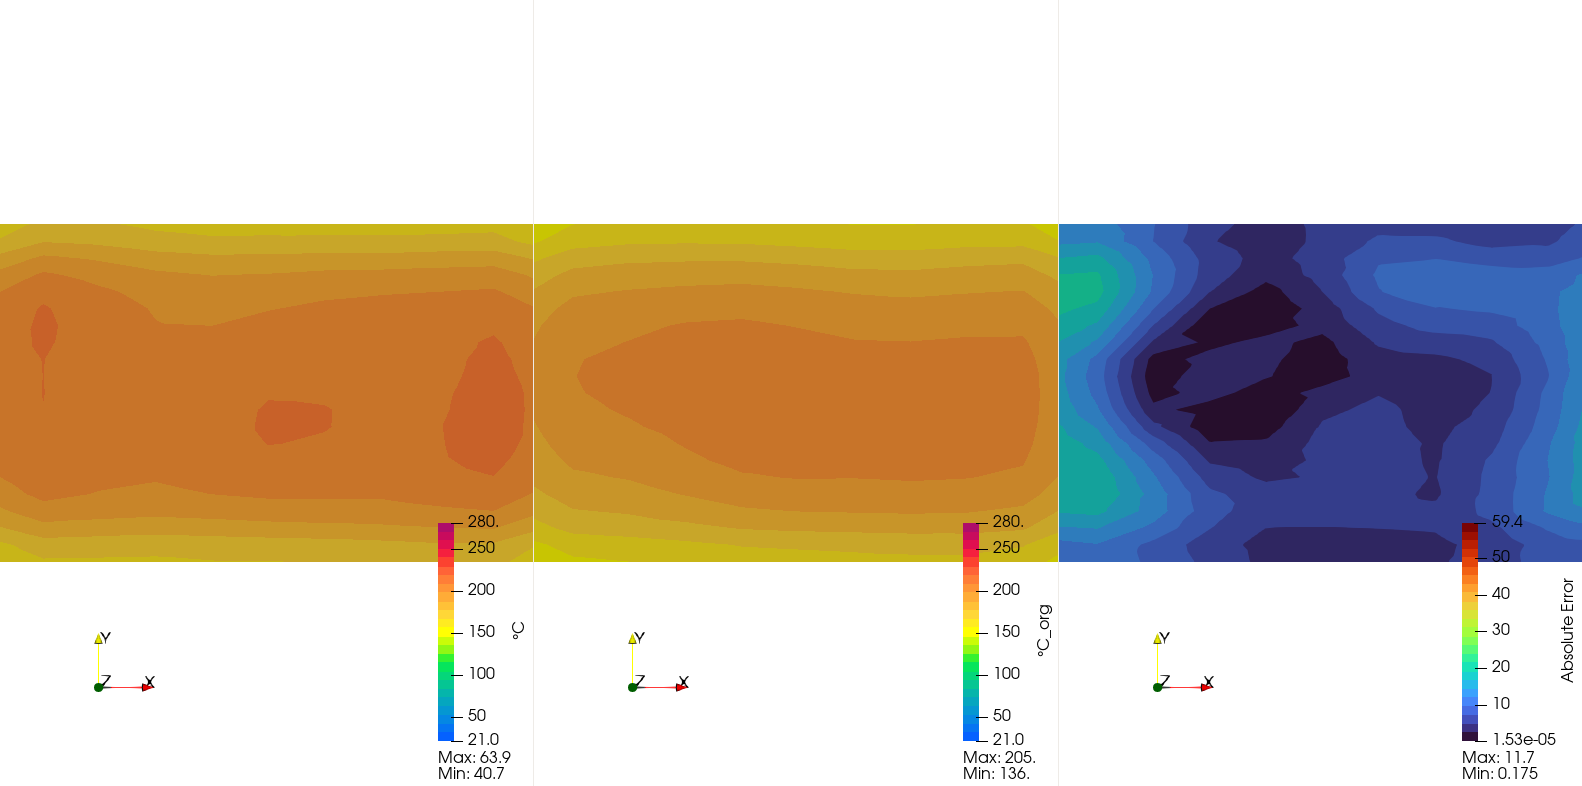 280.
250
200
150
100
50
21.0
°C
Max: 63.9
Min: 40.7
Y
Z
X
280.
250
200
150
100
50
21.0
°C_org
Max: 205.
Min: 136.
Y
Z
X
59.4
50
40
30
20
10
1.53e-05
Absolute Error
Max: 11.7
Min: 0.175
Y
Z
X